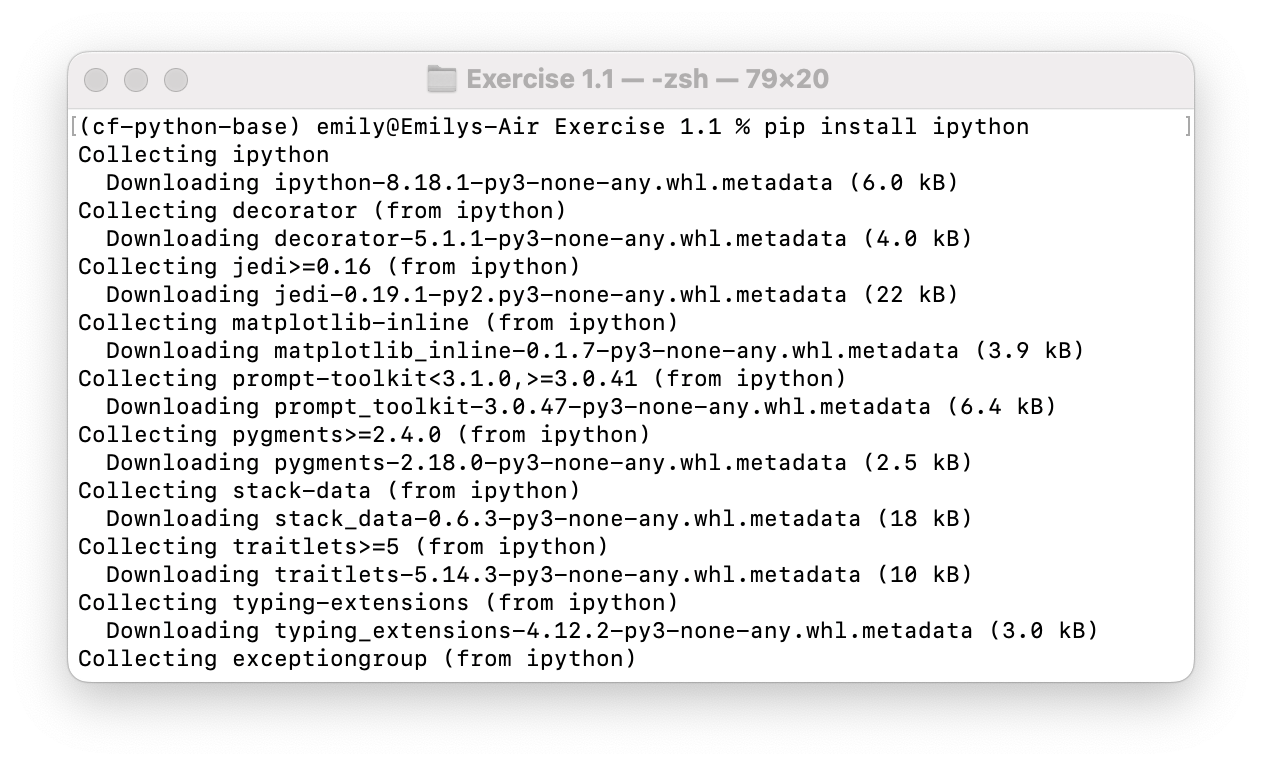 Exercise 1.1 — -zsh — 79×20
[(cf-python-base) emily@Emilys-Air Exercise 1.1 % pip install ipython ]
Collecting ipython
  Downloading ipython-8.18.1-py3-none-any.whl.metadata (6.0 kB)
Collecting decorator (from ipython)
  Downloading decorator-5.1.1-py3-none-any.whl.metadata (4.0 kB)
Collecting jedi>=0.16 (from ipython)
  Downloading jedi-0.19.1-py2.py3-none-any.whl.metadata (22 kB)
Collecting matplotlib-inline (from ipython)
  Downloading matplotlib_inline-0.1.7-py3-none-any.whl.metadata (3.9 kB)
Collecting prompt-toolkit<3.1.0,>=3.0.41 (from ipython)
  Downloading prompt_toolkit-3.0.47-py3-none-any.whl.metadata (6.4 kB)
Collecting pygments>=2.4.0 (from ipython)
  Downloading pygments-2.18.0-py3-none-any.whl.metadata (2.5 kB)
Collecting stack-data (from ipython)
  Downloading stack_data-0.6.3-py3-none-any.whl.metadata (18 kB)
Collecting traitlets>=5 (from ipython)
  Downloading traitlets-5.14.3-py3-none-any.whl.metadata (10 kB)
Collecting typing-extensions (from ipython)
  Downloading typing_extensions-4.12.2-py3-none-any.whl.metadata (3.0 kB)
Collecting exceptiongroup (from ipython)